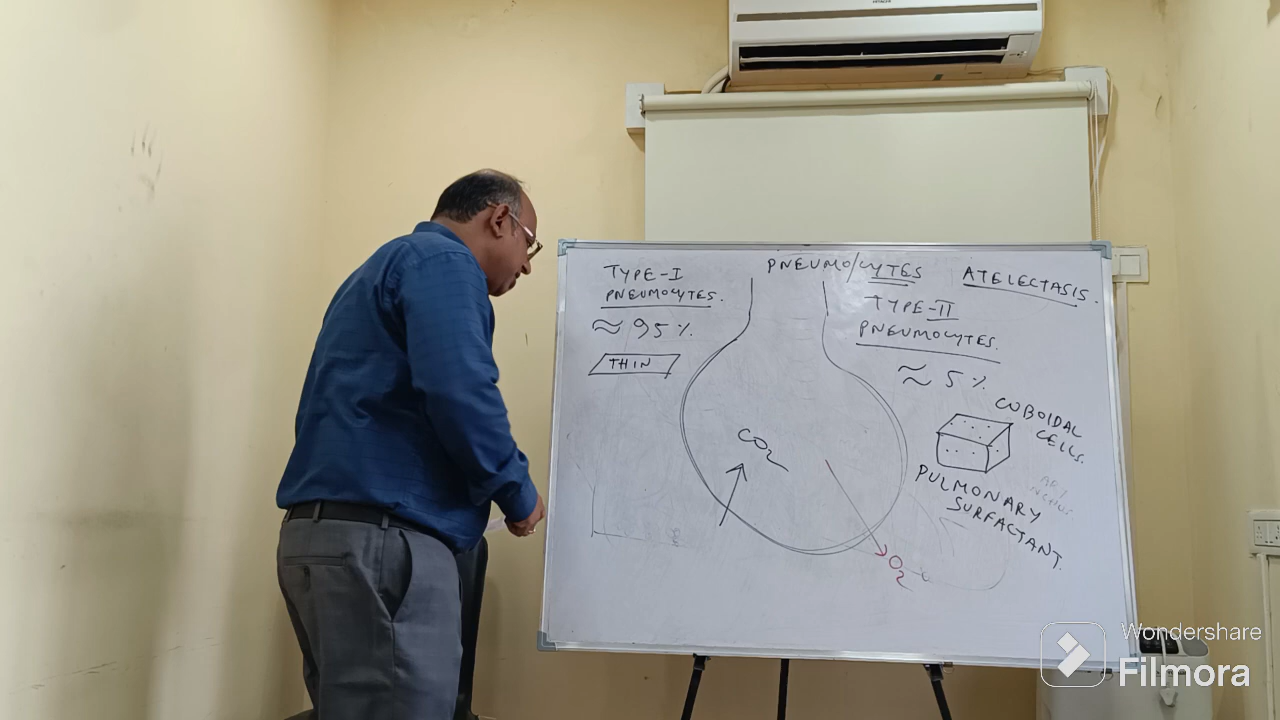 PNEUMOCYTES
ATELECTASIS.
TYPE-I
PNEUMOCYTES.
≈ 95 %.
THIN
TYPE-II
PNEUMOCYTES.
≈ 5 %.
CUBOIDAL
CELLS.
PULMONARY
SURFACTANT.
CO2
O2
Wondershare
Filmora